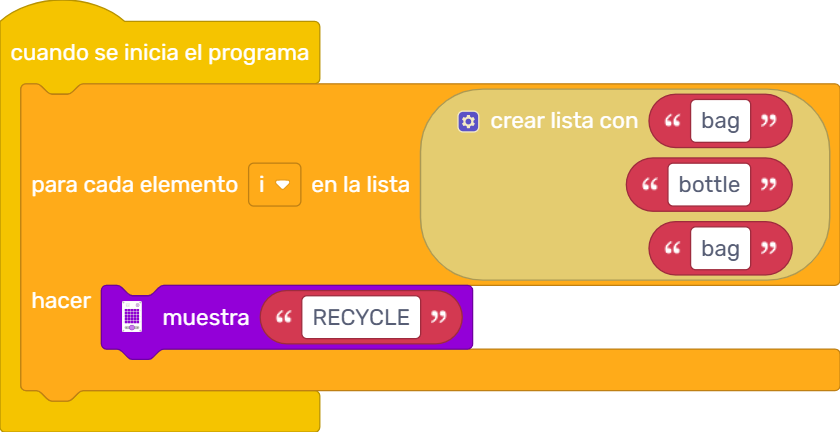 cuando se inicia el programa
crear lista con “ bag ”
para cada elemento i en la lista “ bottle ”
“ bag ”
hacer
muestra “ RECYCLE ”